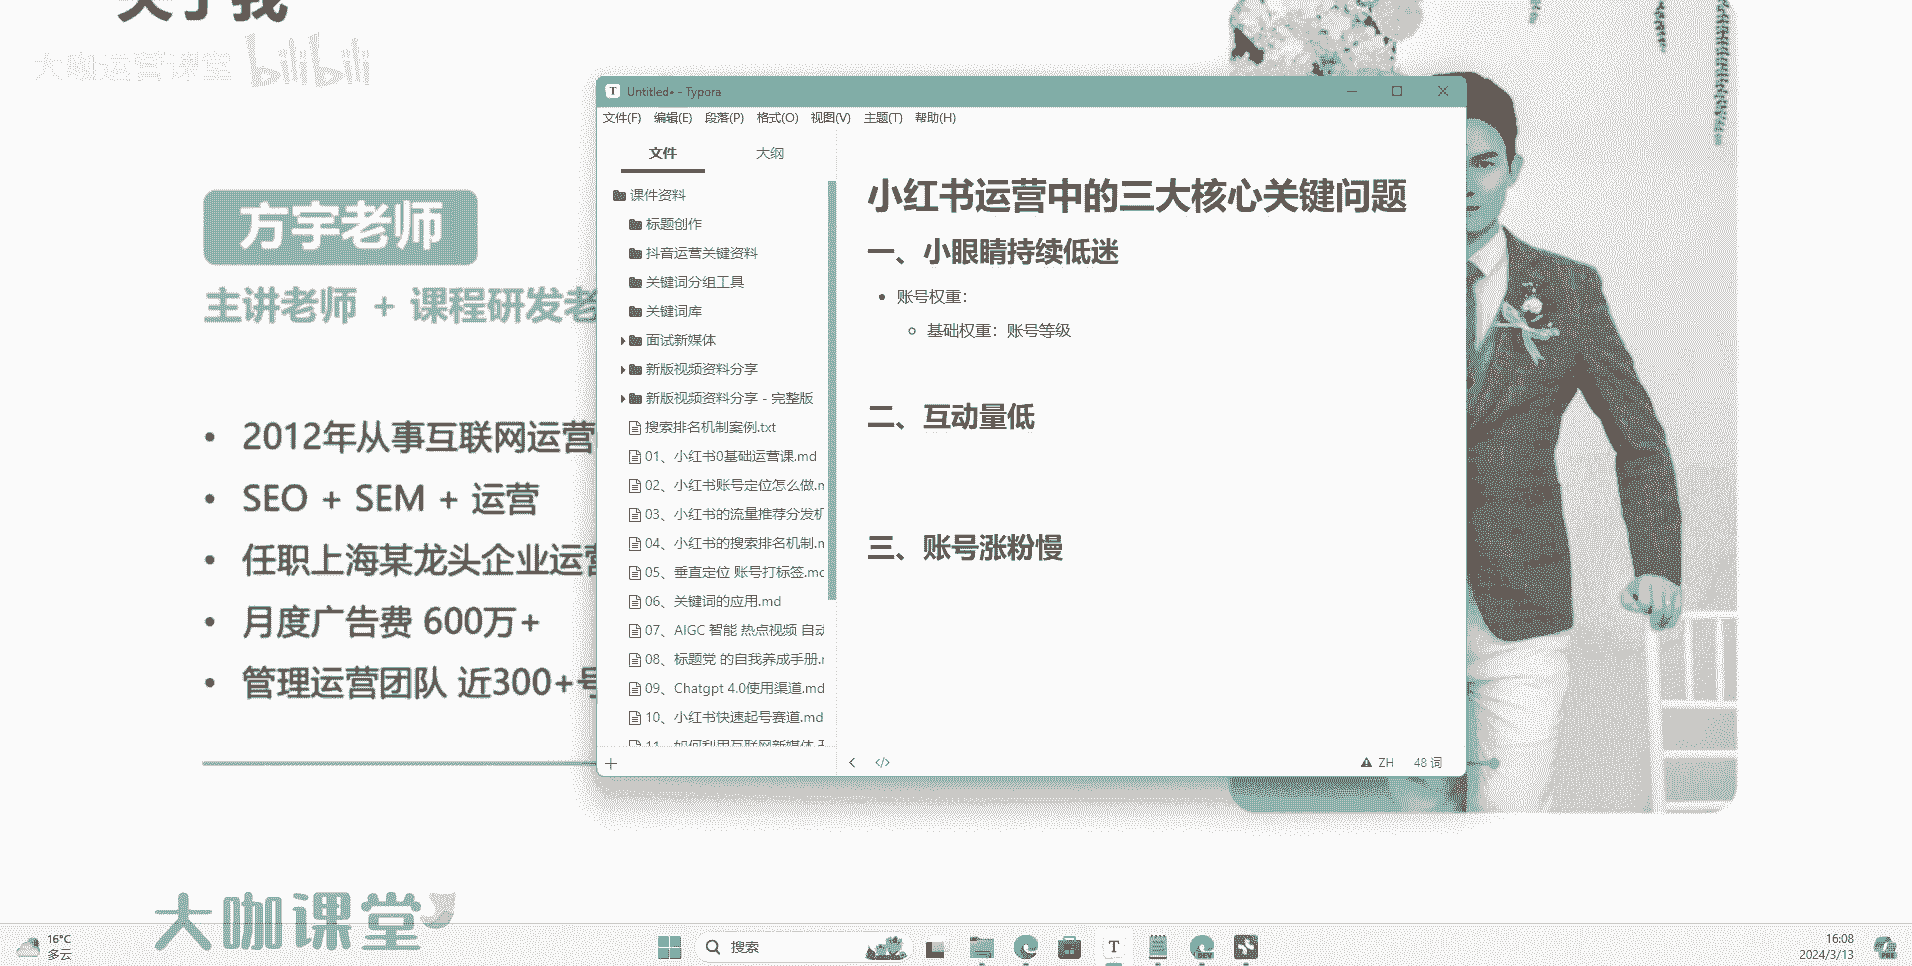 关于我
大咖运营课堂 bilibili
方宇老师
主讲老师 + 课程研发老
2012年从事互联网运营
SEO + SEM + 运营
任职上海某龙头企业运营
月度广告费 600万+
管理运营团队 近300+号
Untitled• - Typora
文件(F) 编辑(E) 段落(P) 格式(O) 视图(V) 主题(T) 帮助(H)
文件 大纲
课件资料
标题创作
抖音运营关键资料
关键词分组工具
关键词库
面试新媒体
新版视频资料分享
新版视频资料分享 - 完整版
搜索排名机制案例.txt
01、小红书0基础运营课.md
02、小红书账号定位怎么做.m
03、小红书的流量推荐分发机
04、小红书的搜索排名机制.m
05、垂直定位 账号打标签.mc
06、关键词的应用.md
07、AIGC 智能 热点视频 自动
08、标题党 的自我养成手册.r
09、Chatgpt 4.0使用渠道.md
10、小红书快速起号赛道.md
11、如何利用互联网新媒体
小红书运营中的三大核心关键问题
一、小眼睛持续低迷
账号权重：
基础权重：账号等级
二、互动量低
三、账号涨粉慢
</> ZH 48 词
大咖课堂
16°C
多云
搜索
16:08
2024/3/13